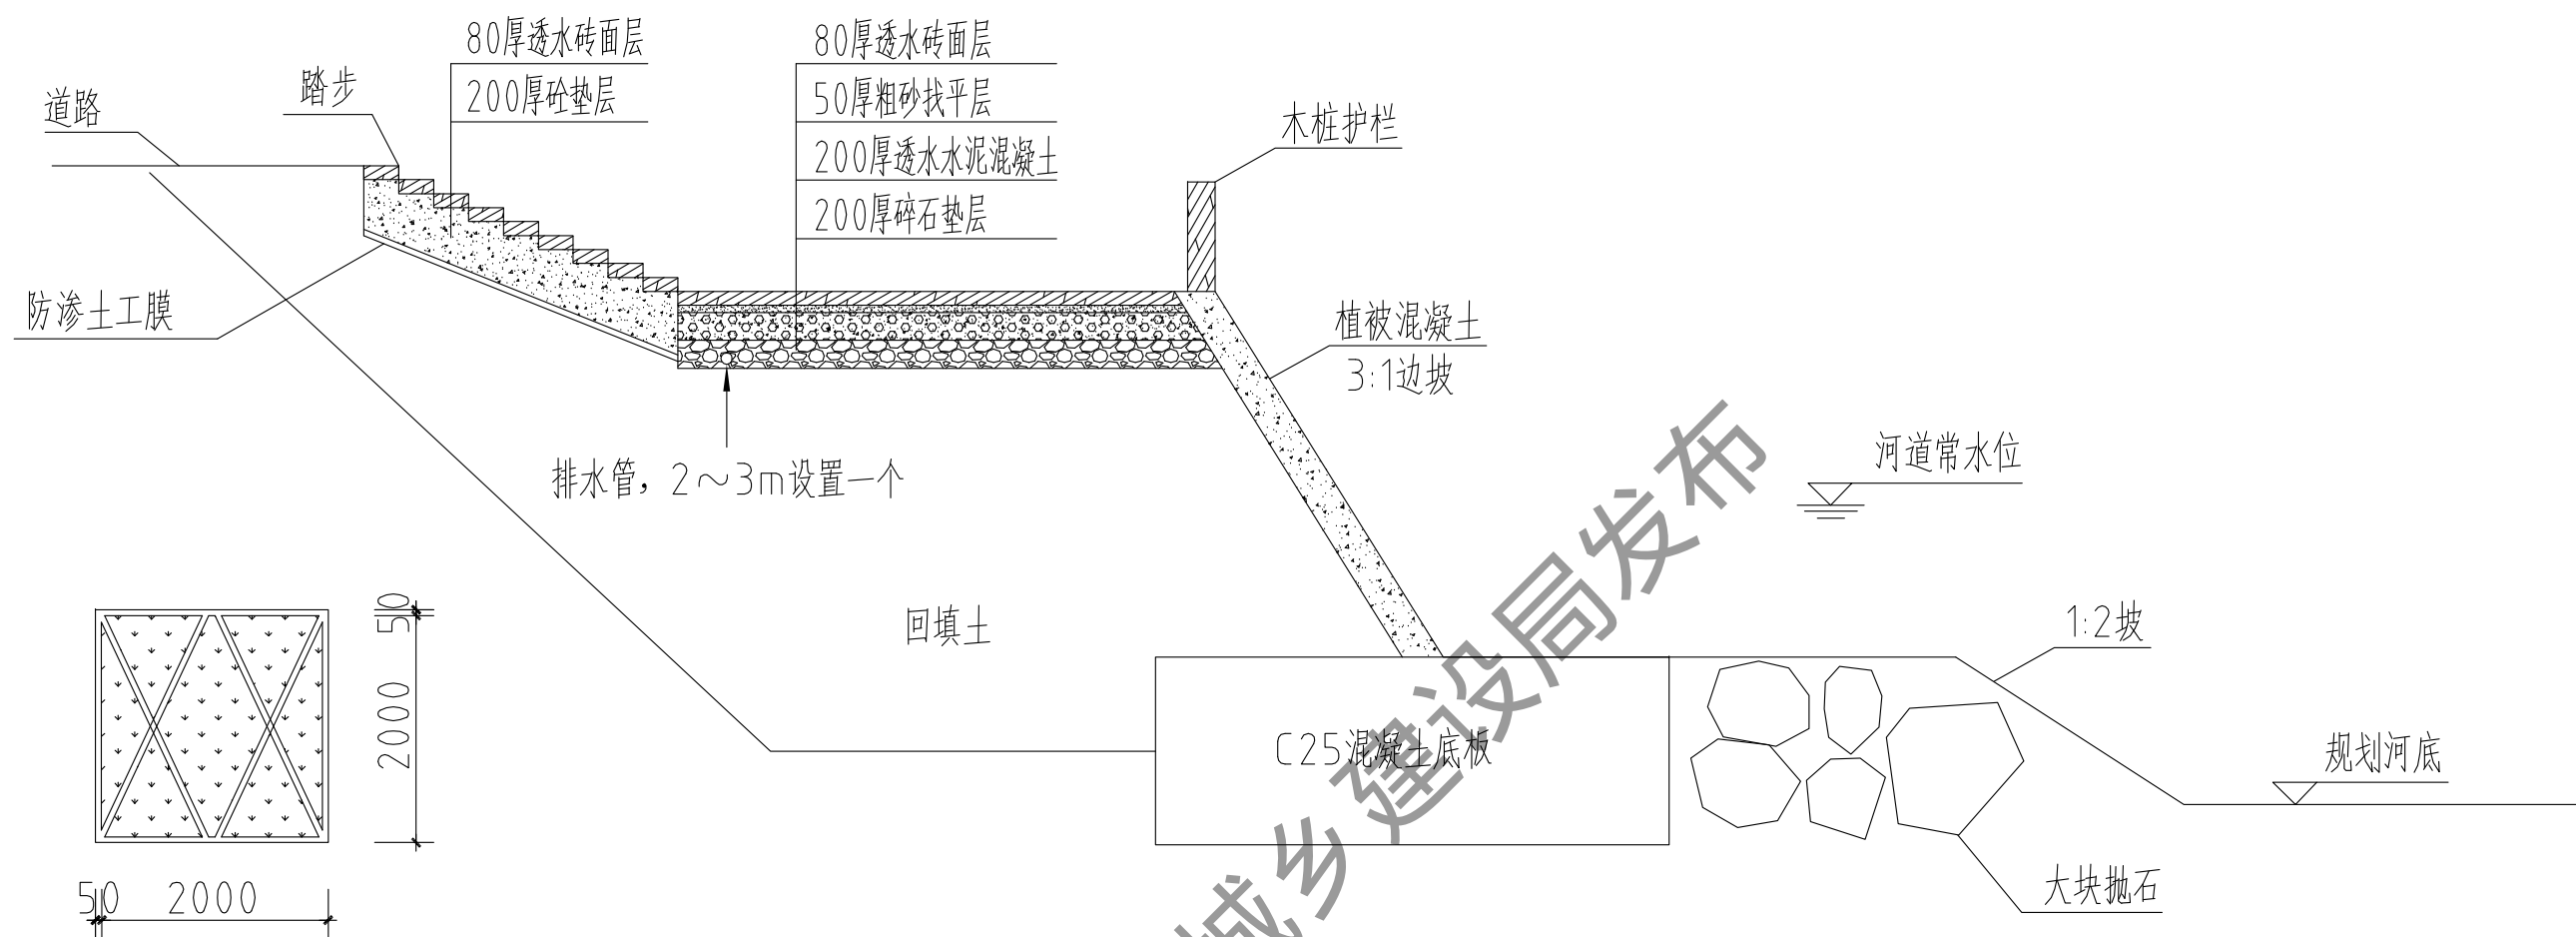 80厚透水砖面层
200厚砼垫层
80厚透水砖面层
50厚粗砂找平层
200厚透水水泥混凝土
200厚碎石垫层
道路
踏步
木桩护栏
防渗土工膜
植被混凝土
3:1边坡
排水管，2～3m设置一个
河道常水位
回填土
1:2坡
C25混凝土底板
规划河底
大块抛石
50
2000
50
2000
城乡建设局发布